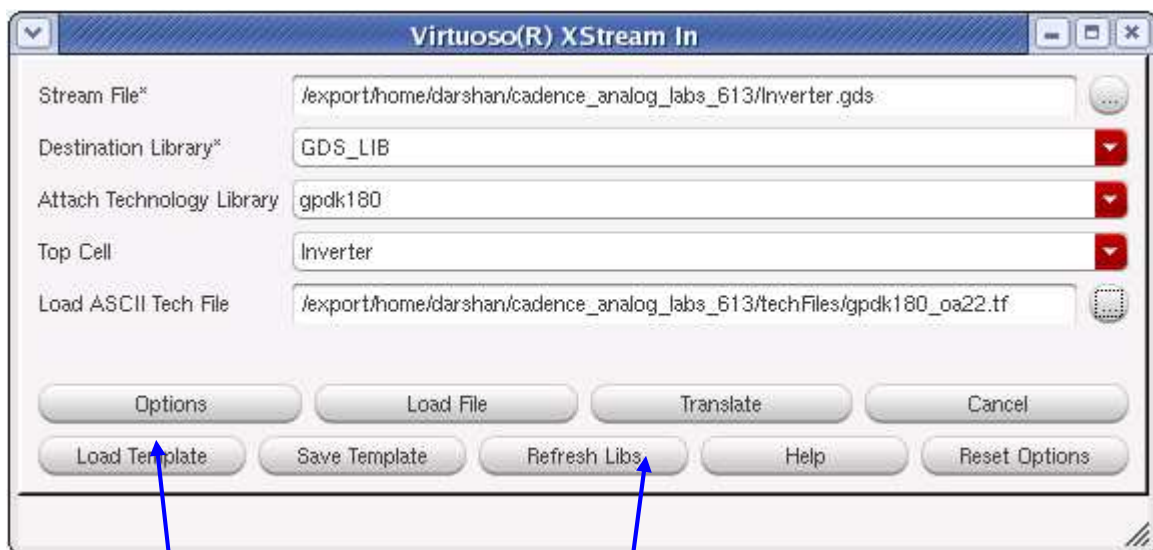 Virtuoso(R) XStream In
Stream File* /export/home/darshan/cadence_analog_labs_613/Inverter.gds ...
Destination Library* GDS_LIB
Attach Technology Library gpdk180
Top Cell Inverter
Load ASCII Tech File /export/home/darshan/cadence_analog_labs_613/techFiles/gpdk180_oa22.tf ...
Options Load File Translate Cancel
Load Template Save Template Refresh Libs Help Reset Options